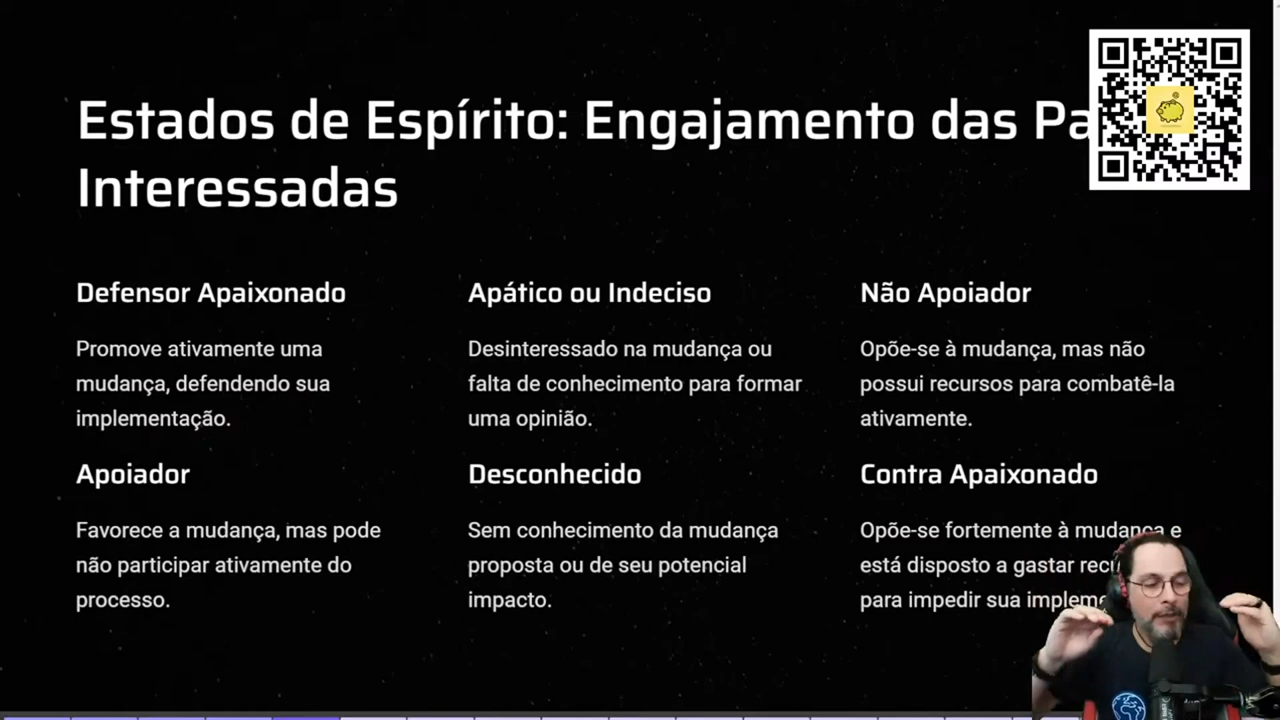 Estados de Espírito: Engajamento das
Interessadas
Defensor Apaixonado
Promove ativamente uma
mudança, defendendo sua
implementação.
Apático ou Indeciso
Desinteressado na mudança ou
falta de conhecimento para formar
uma opinião.
Não Apoiador
Opõe-se à mudança, mas não
possui recursos para combatê-la
ativamente.
Apoiador
Favorece a mudança, mas pode
não participar ativamente do
processo.
Desconhecido
Sem conhecimento da mudança
proposta ou de seu potencial
impacto.
Contra Apaixonado
Opõe-se fortemente à mudança e
está disposto a gastar
para impedir sua